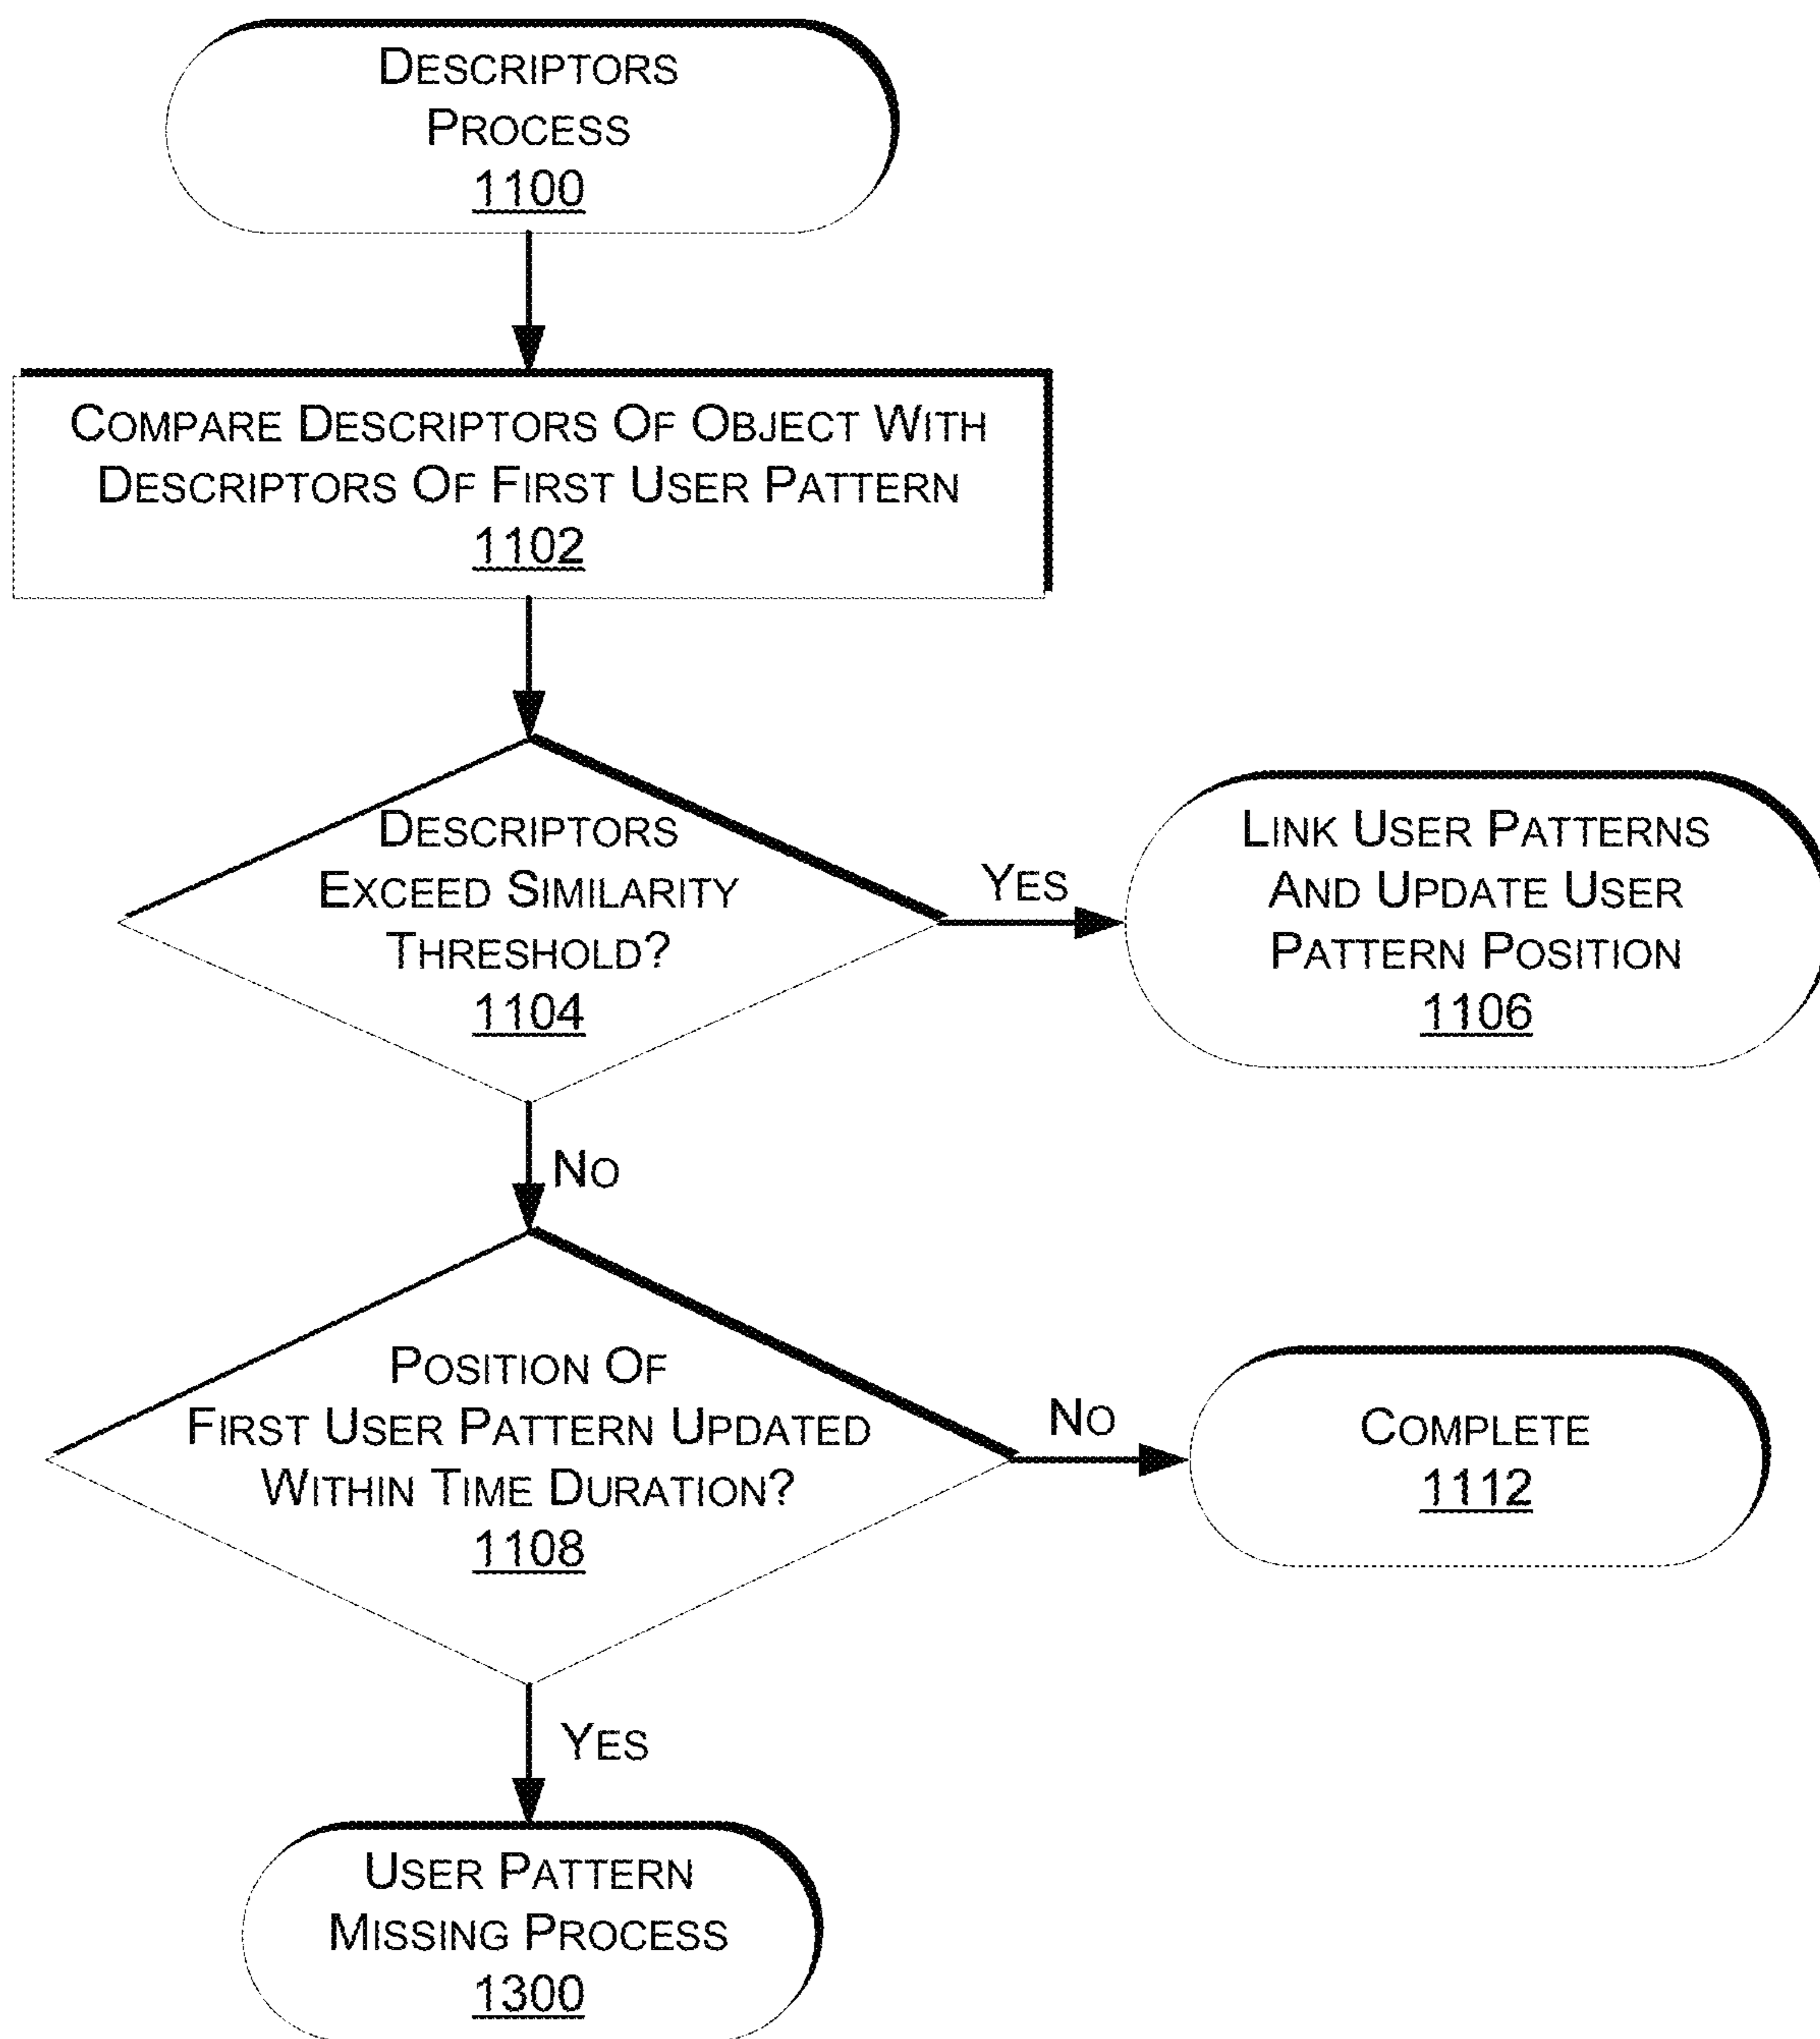 DESCRIPTORS
PROCESS
1100
COMPARE DESCRIPTORS OF OBJECT WITH
DESCRIPTORS OF FIRST USER PATTERN
1102
DESCRIPTORS
EXCEED SIMILARITY
THRESHOLD?
1104
YES
LINK USER PATTERNS
AND UPDATE USER
PATTERN POSITION
1106
NO
POSITION OF
FIRST USER PATTERN UPDATED
WITHIN TIME DURATION?
1108
NO
COMPLETE
1112
YES
USER PATTERN
MISSING PROCESS
1300